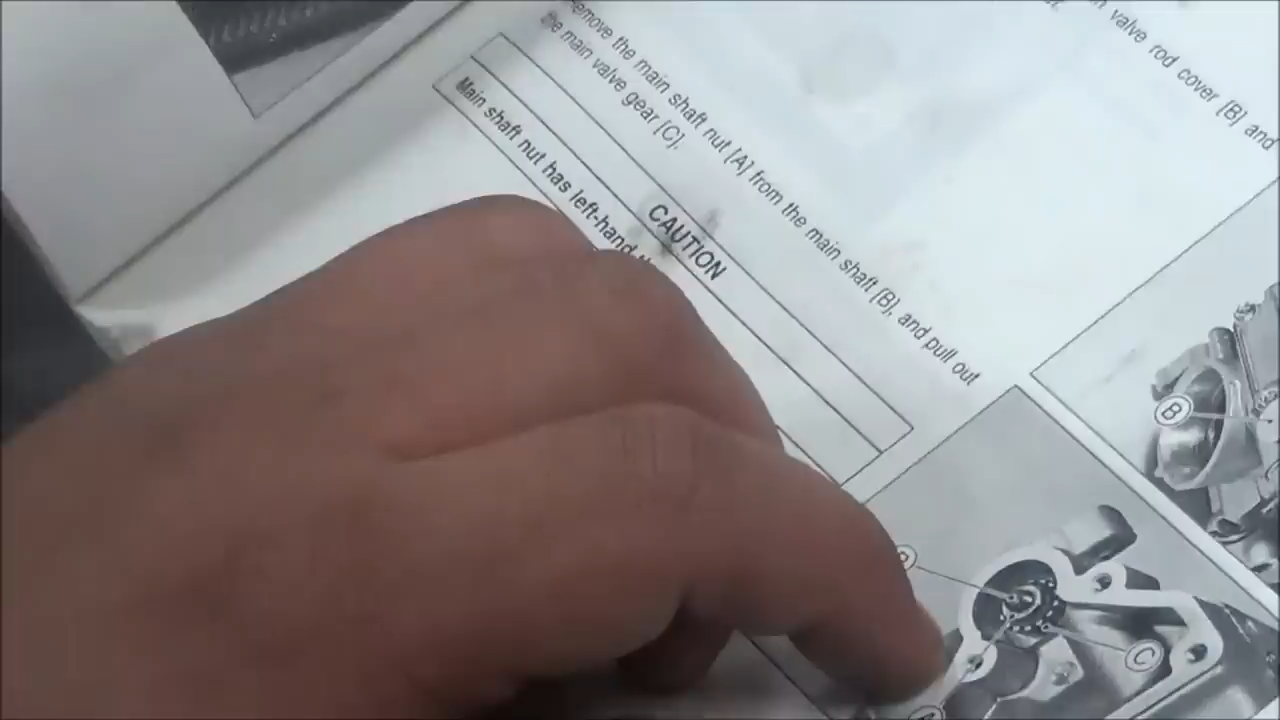 valve rod cover [B] and
Remove the main shaft nut [A] from the main shaft [B], and pull out
the main valve gear [C].
CAUTION
Main shaft nut has left-hand
B
C